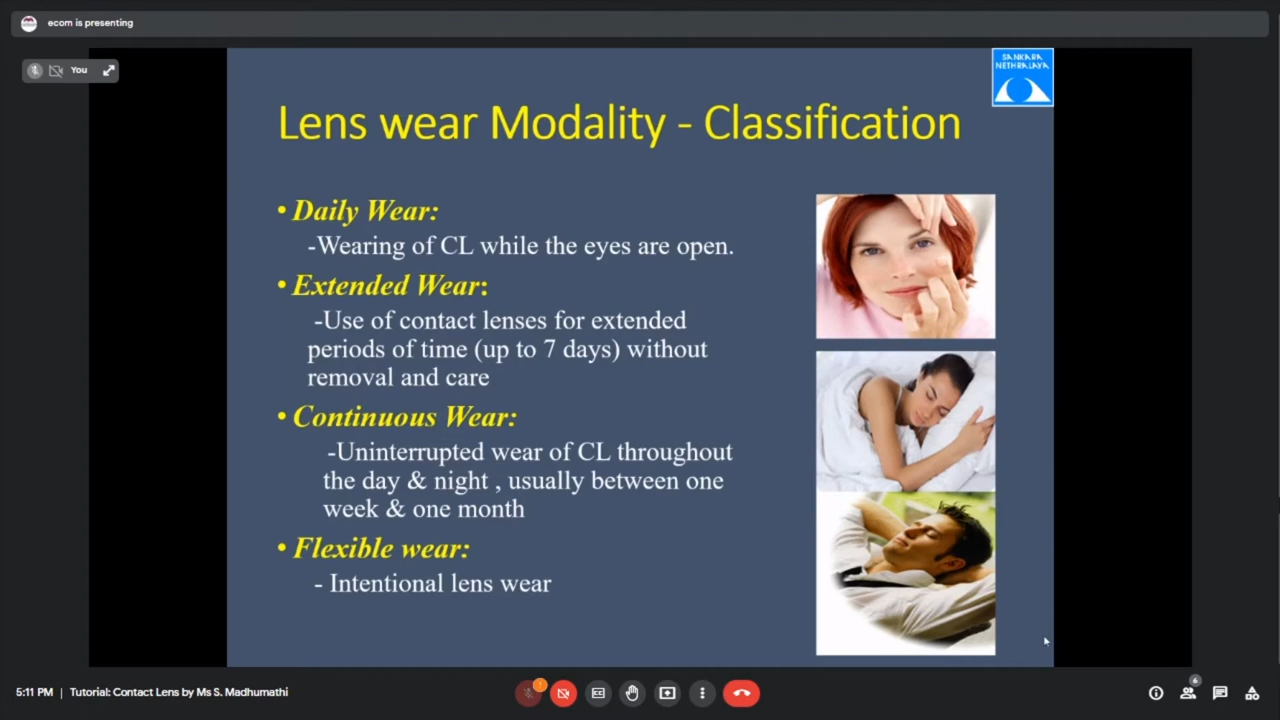 ecom is presenting
You
SANKARA
NETHRALAYA
Lens wear Modality - Classification
• Daily Wear:
-Wearing of CL while the eyes are open.
• Extended Wear:
-Use of contact lenses for extended
periods of time (up to 7 days) without
removal and care
• Continuous Wear:
-Uninterrupted wear of CL throughout
the day & night , usually between one
week & one month
• Flexible wear:
- Intentional lens wear
5:11 PM | Tutorial: Contact Lens by Ms S. Madhumathi
6